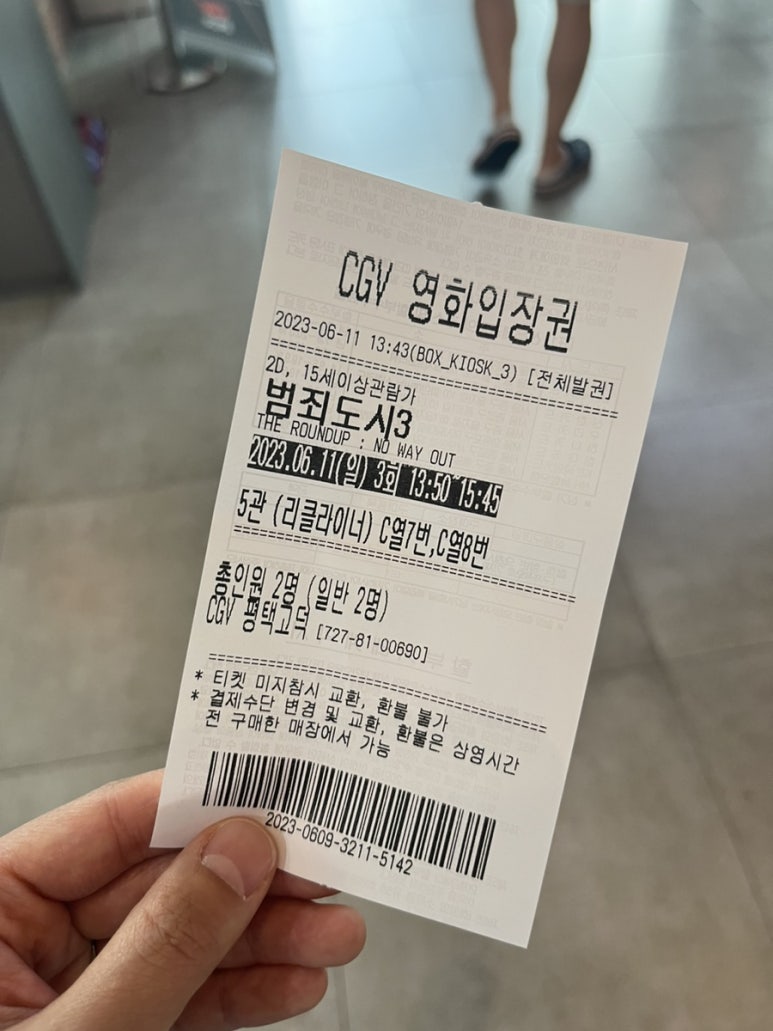 CGV 영화입장권
2023-06-11 13:43(BOX_KIOSK_3) [전체발권]
2D, 15세이상관람가
범죄도시3
THE ROUNDUP : NO WAY OUT
2023.06.11(일) 3회 13:50~15:45
5관 (리클라이너) C열7번,C열8번
총인원 2명 (일반 2명)
CGV 평택고덕 [727-81-00690]
* 티켓 미지참시 교환, 환불 불가
* 결제수단 변경 및 교환, 환불은 상영시간
전 구매한 매장에서 가능
2023-0609-3211-5142